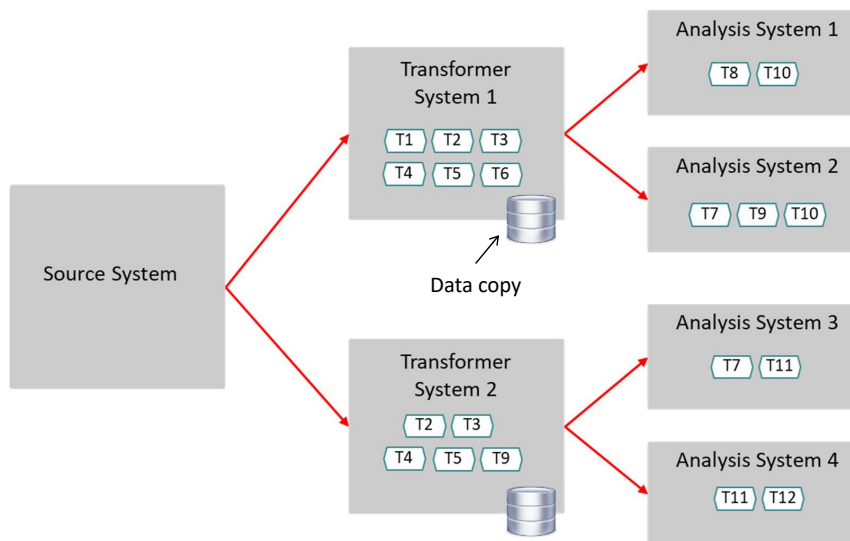 Source System
Transformer
System 1
T1 T2 T3
T4 T5 T6
Data copy
Transformer
System 2
T2 T3
T4 T5 T9
Analysis System 1
T8 T10
Analysis System 2
T7 T9 T10
Analysis System 3
T7 T11
Analysis System 4
T11 T12